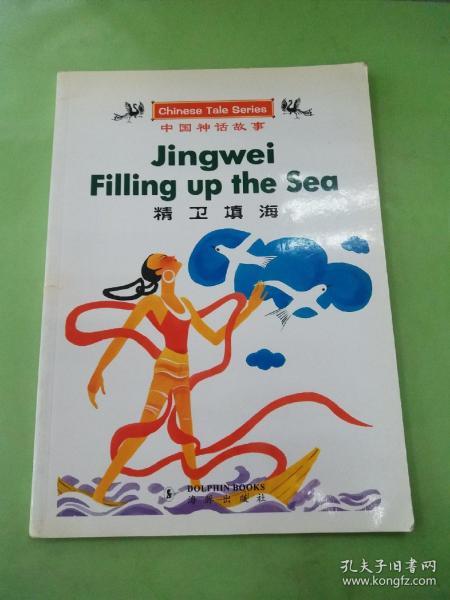 Chinese Tale Series
中国神话故事
Jingwei
Filling up the Sea
精卫填海
DOLPHIN BOOKS
海豚出版社
孔夫子旧书网
www.kongfz.com